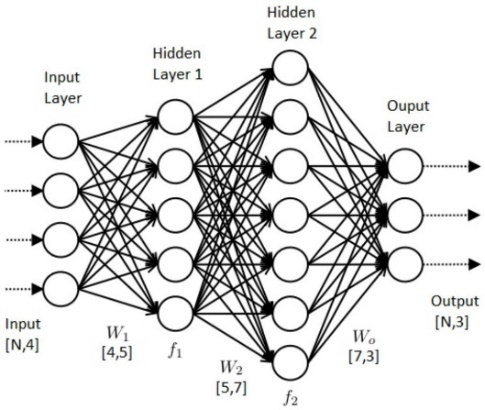 Hidden
Layer 2
Hidden
Layer 1
Input
Layer
Ouput
Layer
Input
[N,4]
W1
[4,5]
f1
W2
[5,7]
f2
Wo
[7,3]
Output
[N,3]